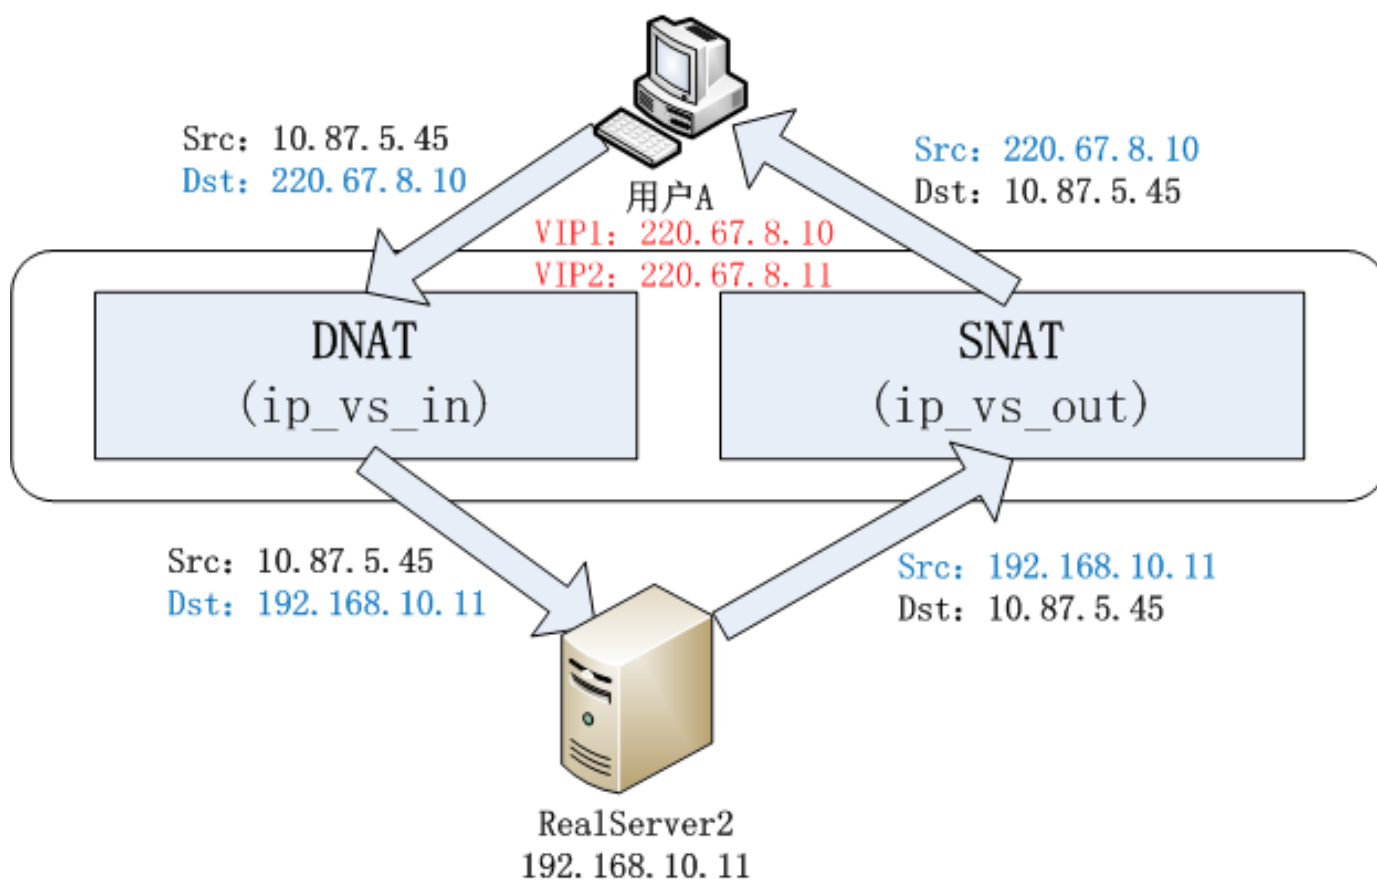 Src: 10.87.5.45
Dst: 220.67.8.10
Src: 220.67.8.10
Dst: 10.87.5.45
用户A
VIP1: 220.67.8.10
VIP2: 220.67.8.11
DNAT
(ip_vs_in)
SNAT
(ip_vs_out)
Src: 10.87.5.45
Dst: 192.168.10.11
Src: 192.168.10.11
Dst: 10.87.5.45
RealServer2
192.168.10.11